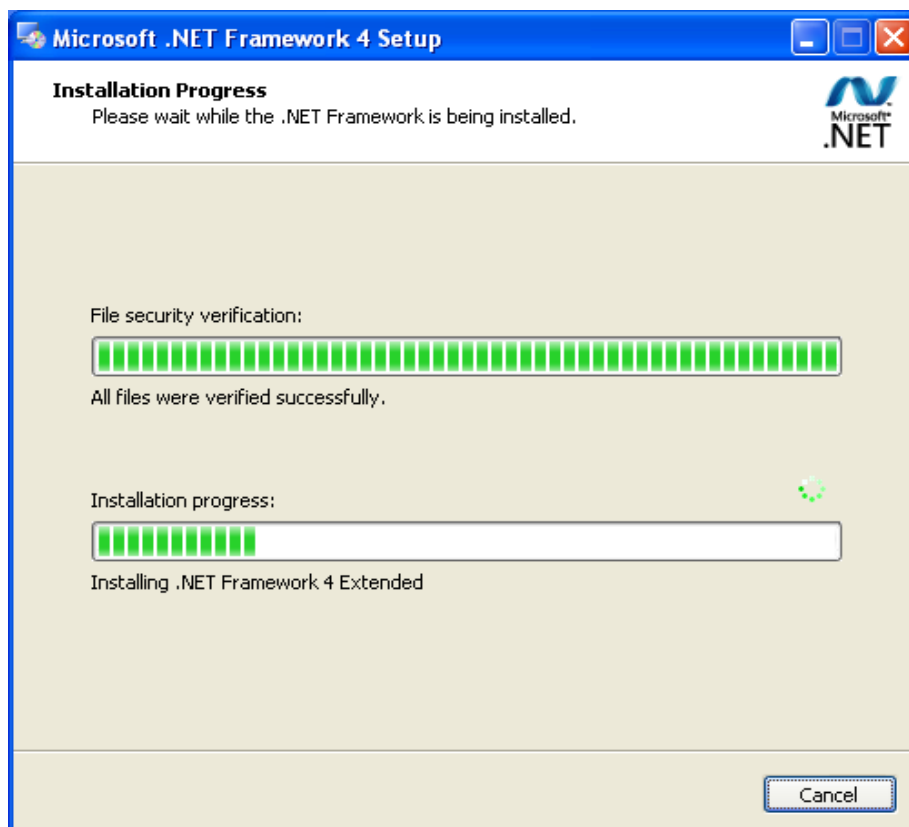 Microsoft .NET Framework 4 Setup
Installation Progress
Please wait while the .NET Framework is being installed.
Microsoft®
.NET
File security verification:
All files were verified successfully.
Installation progress:
Installing .NET Framework 4 Extended
Cancel